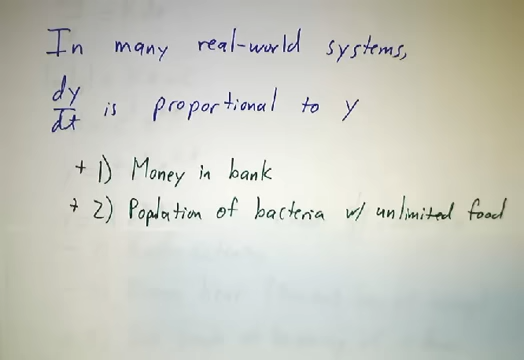 In many real-world systems,
dy/dt is proportional to y
+ 1) Money in bank
+ 2) Popdation of bacteria w/ unlimited food